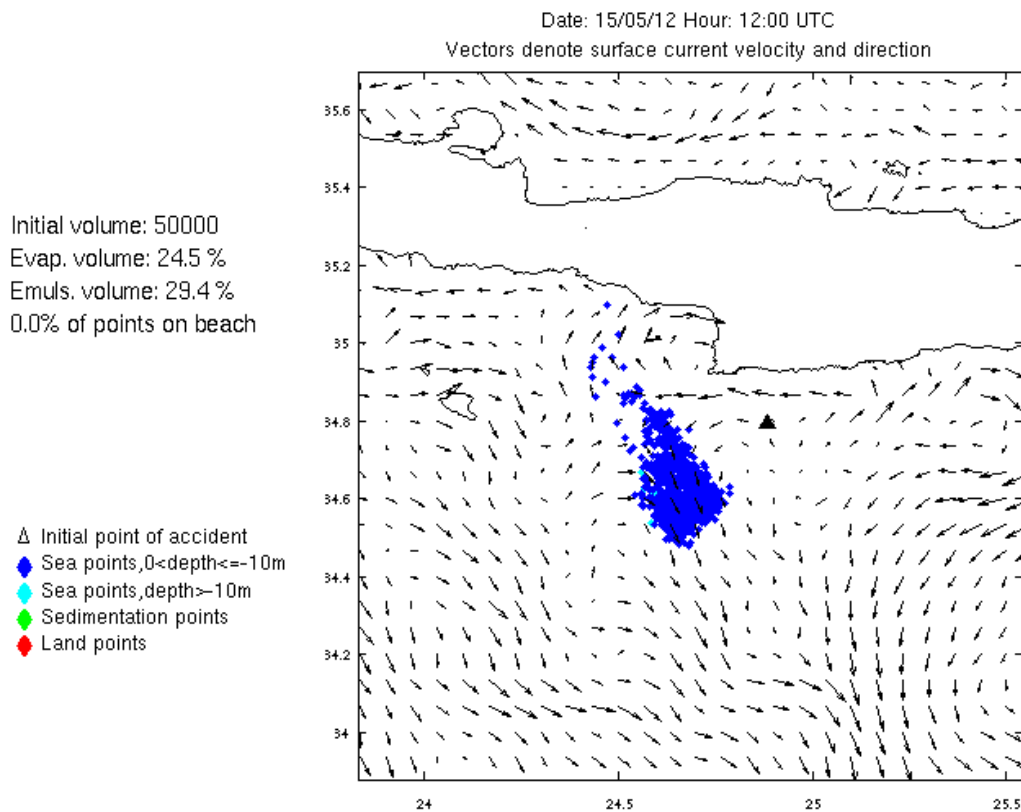 Date: 15/05/12 Hour: 12:00 UTC
Vectors denote surface current velocity and direction
Initial volume: 50000
Evap. volume: 24.5 %
Emuls. volume: 29.4 %
0.0% of points on beach
Initial point of accident
Sea points,0<depth<=-10m
Sea points,depth>-10m
Sedimentation points
Land points
35.6
35.4
35.2
35
34.8
34.6
34.4
34.2
34
24
24.5
25
25.5